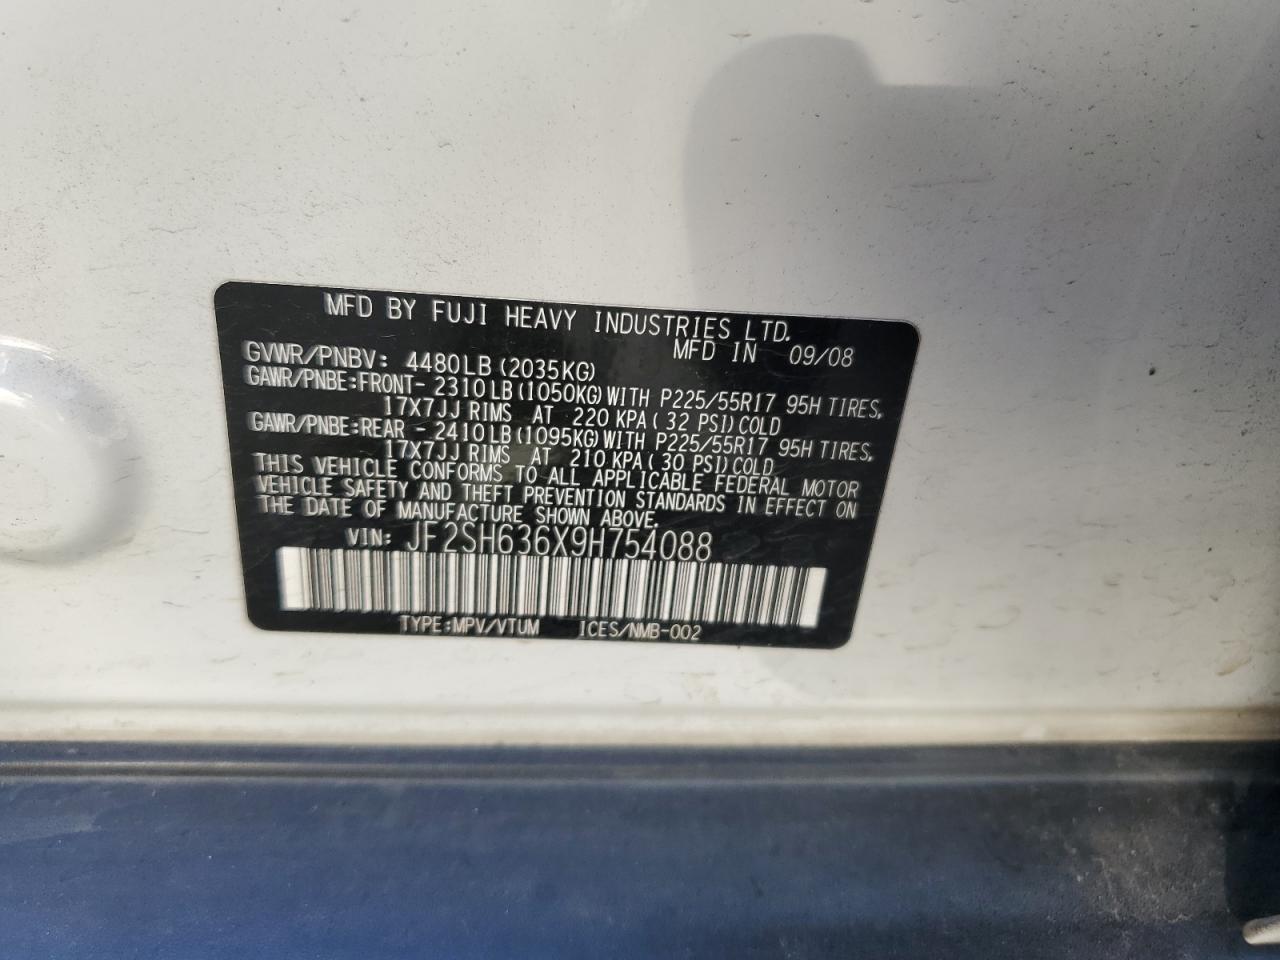 MFD BY FUJI HEAVY INDUSTRIES LTD.
MFD IN 09/08
GVWR/PNBV: 4480LB (2035KG)
GAWR/PNBE:FRONT- 2310LB (1050KG) WITH P225/55R17 95H TIRES,
17X7JJ RIMS AT 220 KPA (32 PSI) COLD
GAWR/PNBE:REAR - 2410LB (1095KG) WITH P225/55R17 95H TIRES,
17X7JJ RIMS AT 210 KPA (30 PSI) COLD
THIS VEHICLE CONFORMS TO ALL APPLICABLE FEDERAL MOTOR
VEHICLE SAFETY AND THEFT PREVENTION STANDARDS IN EFFECT ON
THE DATE OF MANUFACTURE SHOWN ABOVE.
VIN: JF2SH636X9H754088
TYPE:MPV/VTUM ICES/NMB-002